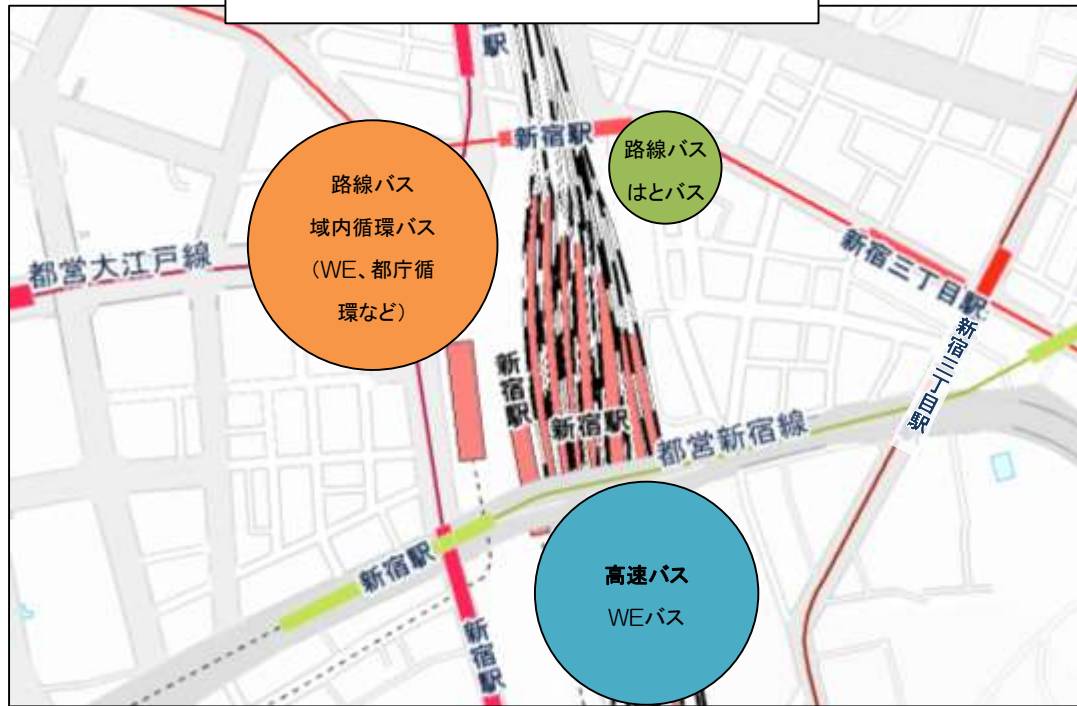 宿駅
新宿駅
路線バス
はとバス
路線バス
域内循環バス
（WE、都庁循
環など）
都営大江戸線
新宿三丁目駅
新宿三丁目駅
新宿駅
新宿駅
都営新宿線
新宿駅
高速バス
WEバス
新宿駅